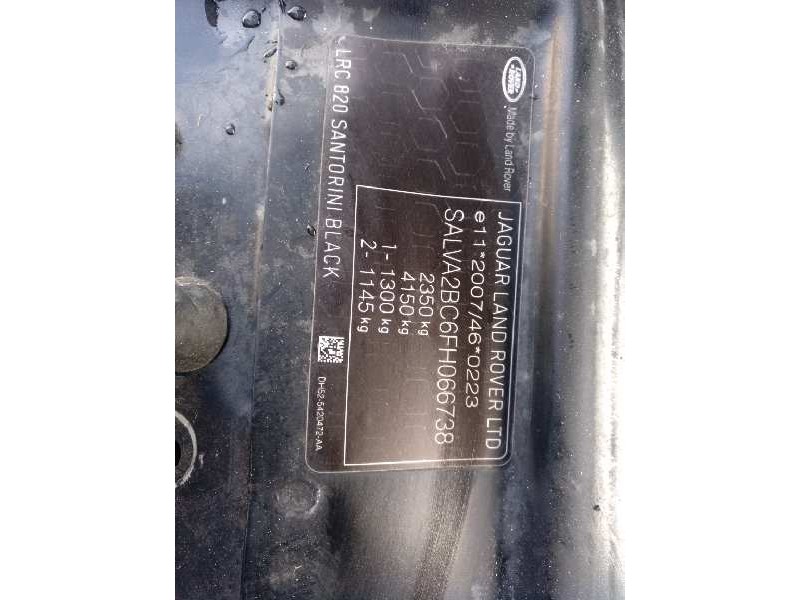 LAND ROVER
Made by Land Rover
JAGUAR LAND ROVER LTD
e11*2007/46*0223
SALVA2BC6FH066738
2350 kg
4150 kg
1- 1300 kg
2- 1145 kg
LRC 820 SANTORINI BLACK
DH52-5420472-AA